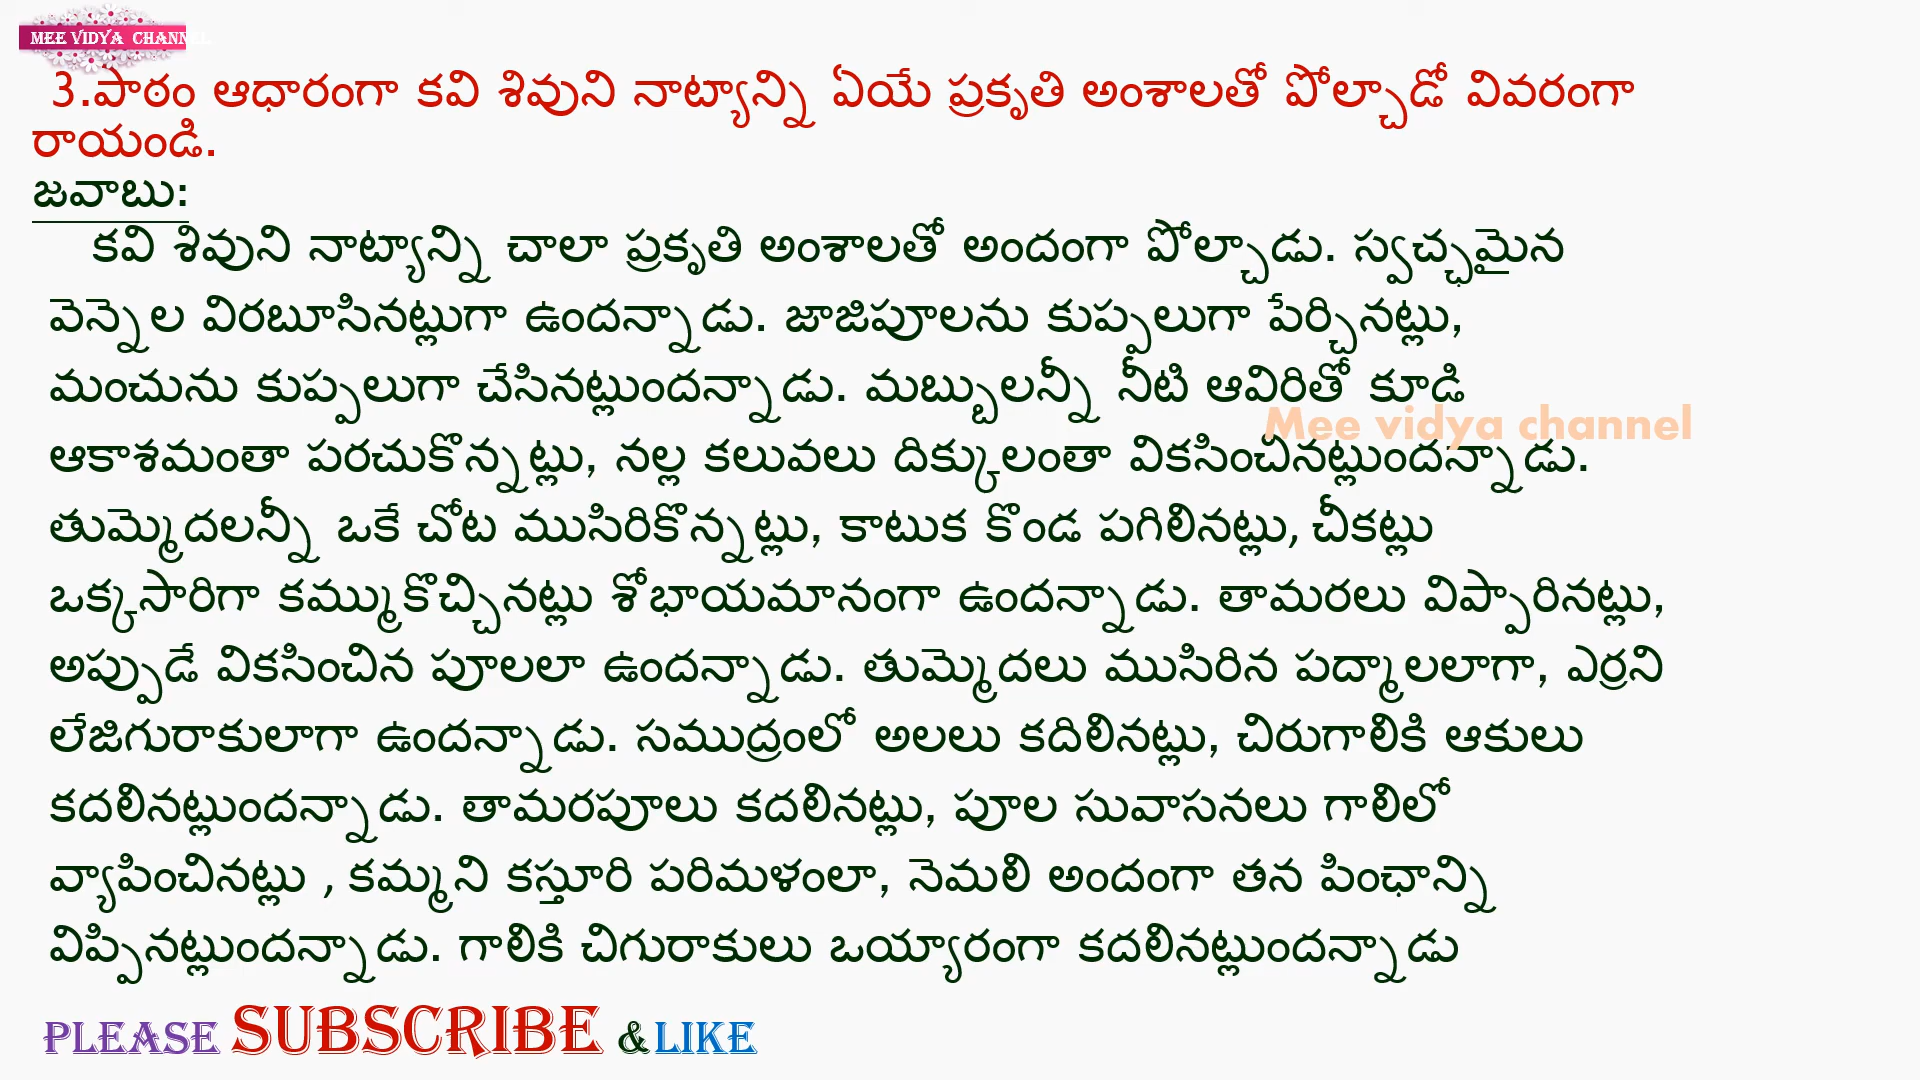 MEE VIDYA CHANNEL
3.పాఠం ఆధారంగా కవి శివుని నాట్యాన్ని ఏయే ప్రకృతి అంశాలతో పోల్చాడో వివరంగా
రాయండి.
జవాబు:
కవి శివుని నాట్యాన్ని చాలా ప్రకృతి అంశాలతో అందంగా పోల్చాడు. స్వచ్ఛమైన
వెన్నెల విరబూసినట్లుగా ఉందన్నాడు. జాజిపూలను కుప్పలుగా పేర్చినట్లు,
మంచును కుప్పలుగా చేసినట్లుందన్నాడు. మబ్బులన్నీ నీటి ఆవిరితో కూడి
Mee vidya channel
ఆకాశమంతా పరచుకొన్నట్లు, నల్ల కలువలు దిక్కులంతా వికసించినట్లుందన్నాడు.
తుమ్మెదలన్నీ ఒకే చోట ముసిరికొన్నట్లు, కాటుక కొండ పగిలినట్లు, చీకట్లు
ఒక్కసారిగా కమ్ముకొచ్చినట్లు శోభాయమానంగా ఉందన్నాడు. తామరలు విప్పారినట్లు,
అప్పుడే వికసించిన పూలలా ఉందన్నాడు. తుమ్మెదలు ముసిరిన పద్మాలలాగా, ఎర్రని
లేజిగురాకులాగా ఉందన్నాడు. సముద్రంలో అలలు కదిలినట్లు, చిరుగాలికి ఆకులు
కదలినట్లుందన్నాడు. తామరపూలు కదలినట్లు, పూల సువాసనలు గాలిలో
వ్యాపించినట్లు , కమ్మని కస్తూరి పరిమళంలా, నెమలి అందంగా తన పింఛాన్ని
విప్పినట్లుందన్నాడు. గాలికి చిగురాకులు ఒయ్యారంగా కదలినట్లుందన్నాడు
PLEASE SUBSCRIBE & LIKE